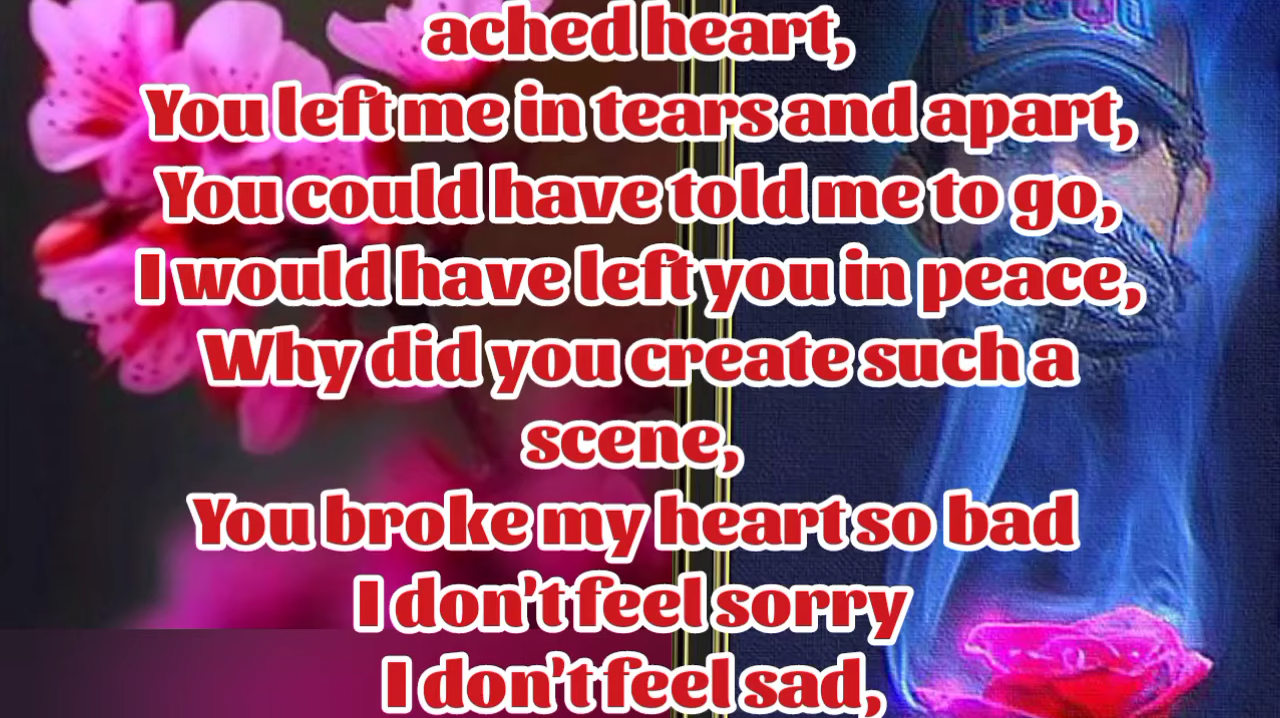 ached heart,
You left me in tears and apart,
You could have told me to go,
I would have left you in peace,
Why did you create such a
scene,
You broke my heart so bad
I don't feel sorry
I don't feel sad,